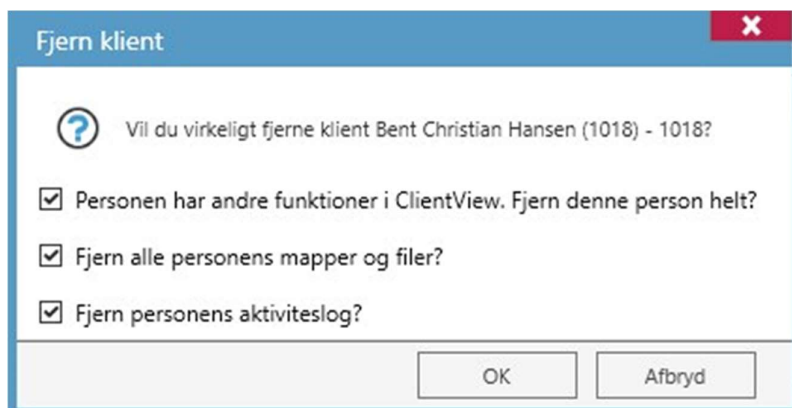 Fjern klient
Vil du virkeligt fjerne klient Bent Christian Hansen (1018) - 1018?
Personen har andre funktioner i ClientView. Fjern denne person helt?
Fjern alle personens mapper og filer?
Fjern personens aktiviteslog?
OK
Afbryd